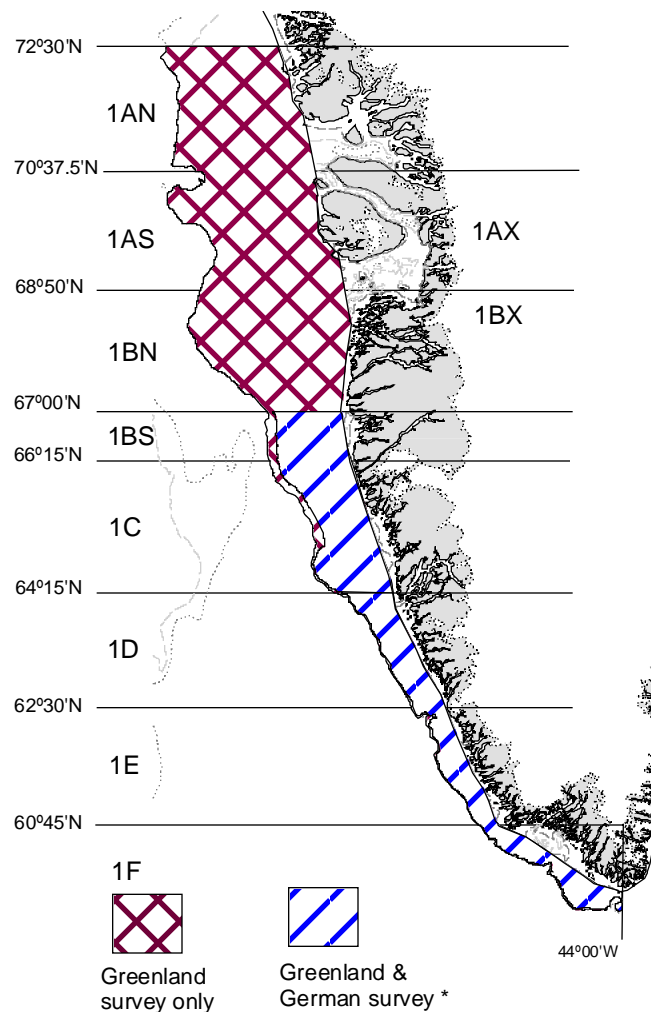 72º30'N
1AN
70º37.5'N
1AS
1AX
68º50'N
1BX
1BN
67º00'N
1BS
66º15'N
1C
64º15'N
1D
62º30'N
1E
60º45'N
1F
44º00'W
Greenland
survey only
Greenland &
German survey *